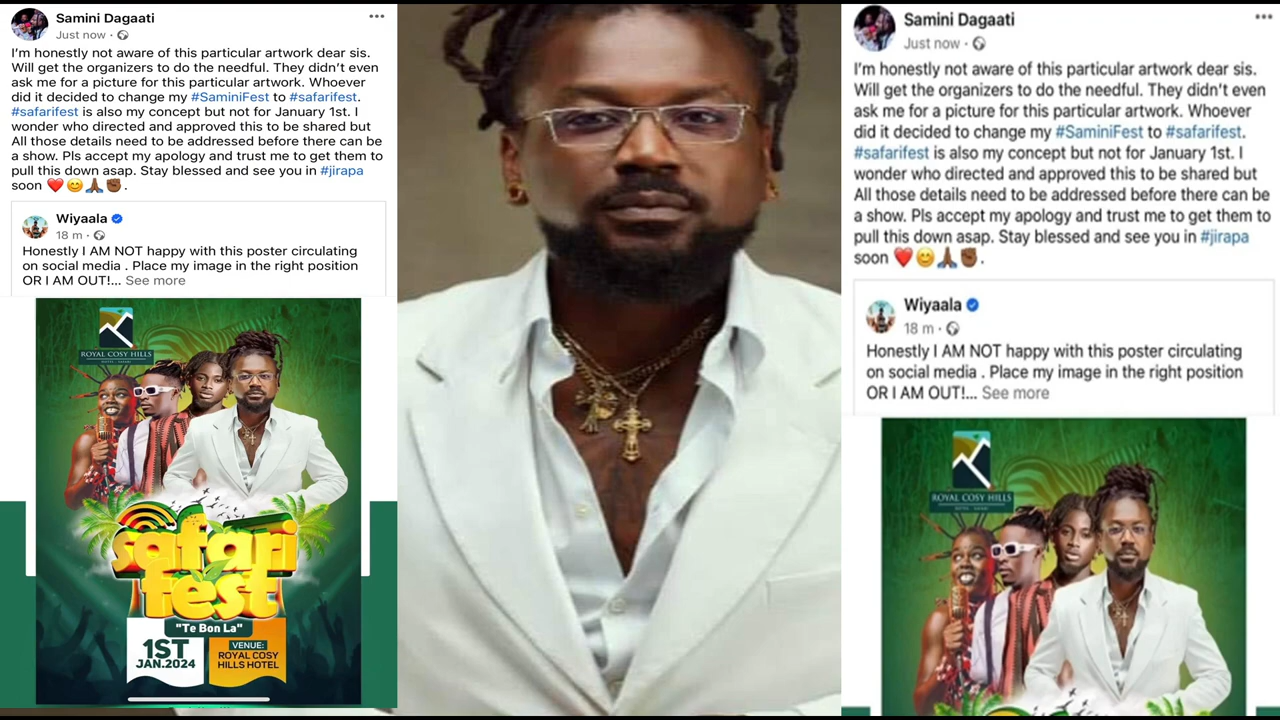 Samini Dagaati
Just now
I'm honestly not aware of this particular artwork dear sis.
Will get the organizers to do the needful. They didn't even
ask me for a picture for this particular artwork. Whoever
did it decided to change my #SaminiFest to #safarifest.
#safarifest is also my concept but not for January 1st. I
wonder who directed and approved this to be shared but
All those details need to be addressed before there can be
a show. Pls accept my apology and trust me to get them to
pull this down asap. Stay blessed and see you in #jirapa
soon ❤️😊🙏🏾✊🏾.
Wiyaala
18 m
Honestly I AM NOT happy with this poster circulating
on social media . Place my image in the right position
OR I AM OUT!... See more
ROYAL COSY HILLS
HOTEL - SAFARI
safari
fest
"Te Bon La"
1ST
JAN.2024
VENUE:
ROYAL COSY
HILLS HOTEL
Samini Dagaati
Just now
I'm honestly not aware of this particular artwork dear sis.
Will get the organizers to do the needful. They didn't even
ask me for a picture for this particular artwork. Whoever
did it decided to change my #SaminiFest to #safarifest.
#safarifest is also my concept but not for January 1st. I
wonder who directed and approved this to be shared but
All those details need to be addressed before there can be
a show. Pls accept my apology and trust me to get them to
pull this down asap. Stay blessed and see you in #jirapa
soon ❤️😊🙏🏾✊🏾.
Wiyaala
18 m
Honestly I AM NOT happy with this poster circulating
on social media . Place my image in the right position
OR I AM OUT!... See more
ROYAL COSY HILLS
HOTEL - SAFARI